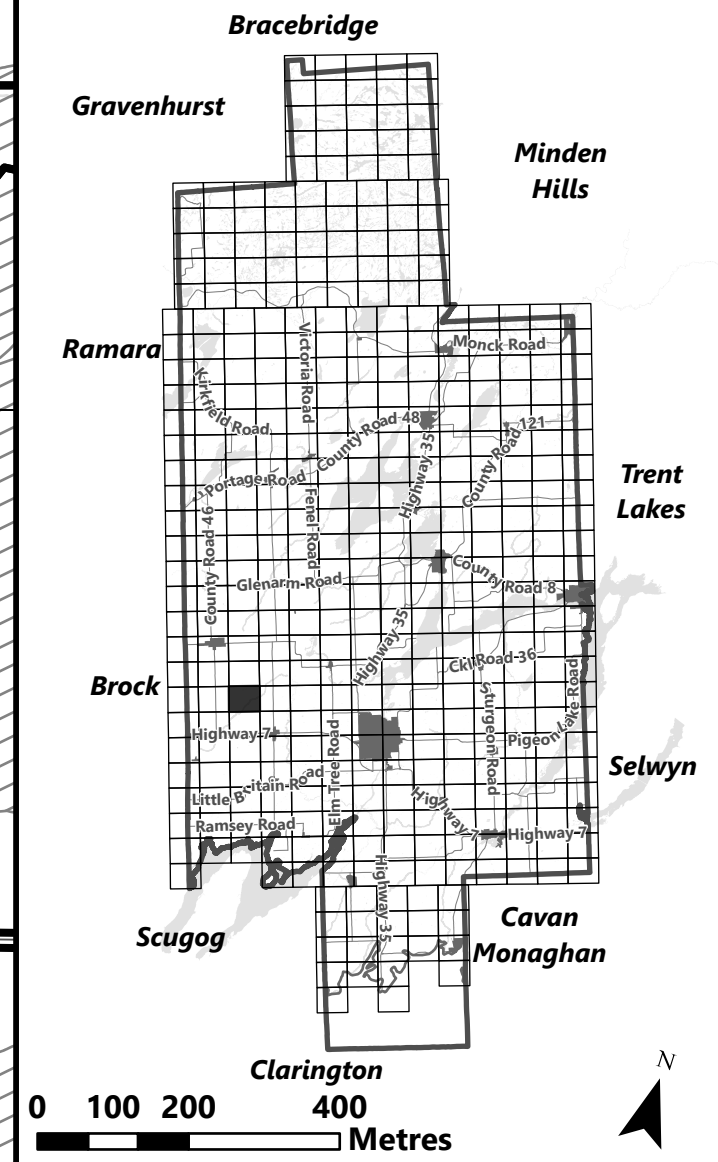 Bracebridge
Gravenhurst
Minden
Hills
Ramara
Victoria Road
Monck Road
Kirkfield Road
County Road 48
Highway 35
County Road 121
Portage Road
Trent
Lakes
Fenel Road
County Road 46
Glenarm Road
County Road 8
Highway 35
Ckl Road 36
Brock
Sturgeon Road
Pigeon Lake Road
Highway 7
Elm Tree Road
Selwyn
Little Britain Road
Highway 7
Ramsey Road
Highway 7
Highway 35
Scugog
Cavan
Monaghan
Clarington
N
0 100 200 400
Metres